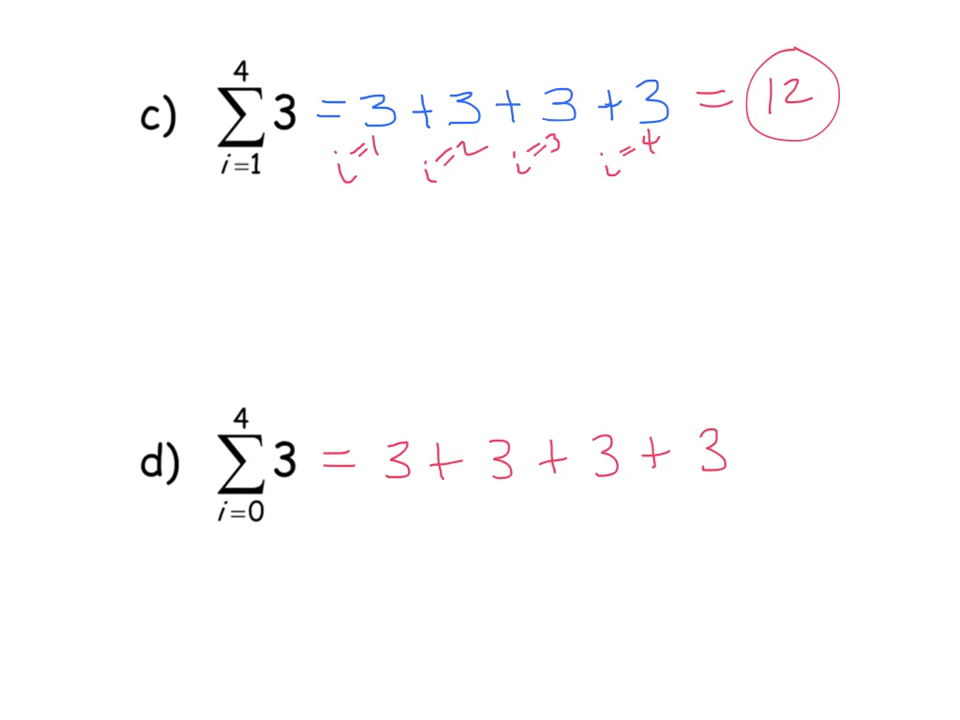 4
c) ∑ 3 = 3 + 3 + 3 + 3 = 12
i=1 i=1 i=2 i=3 i=4
4
d) ∑ 3 = 3 + 3 + 3 + 3
i=0